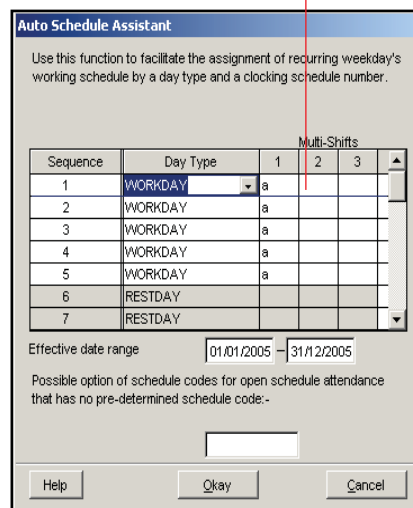 Auto Schedule Assistant
Use this function to facilitate the assignment of recurring weekday's
working schedule by a day type and a clocking schedule number.
Multi-Shifts
Sequence Day Type 1 2 3
1 WORKDAY a
2 WORKDAY a
3 WORKDAY a
4 WORKDAY a
5 WORKDAY a
6 RESTDAY
7 RESTDAY
Effective date range 01/01/2005 – 31/12/2005
Possible option of schedule codes for open schedule attendance
that has no pre-determined schedule code:-
Help Okay Cancel